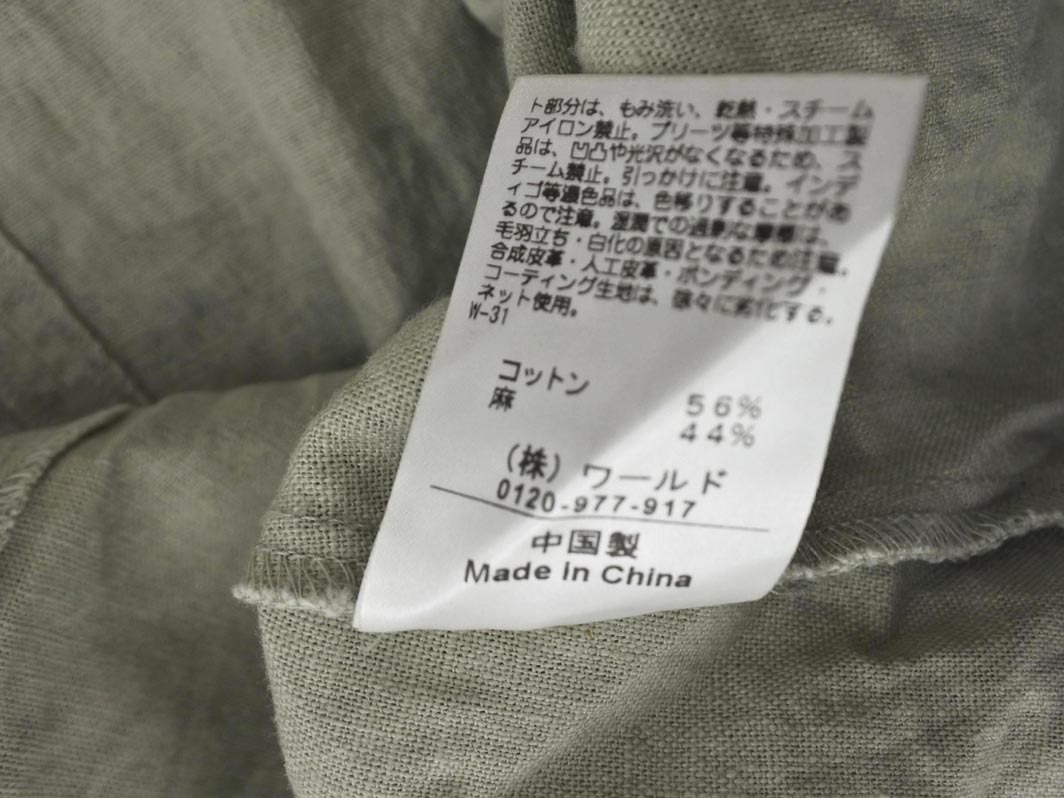 ト部分は、もみ洗い、乾熱・スチーム
アイロン禁止。プリーツ等特殊加工製
品は、凹凸や光沢がなくなるため、ス
チーム禁止。引っかけに注意。インデ
ィゴ等濃色品は、色移りすることがあ
るので注意。湿潤での過剰な摩擦は、
毛羽立ち・白化の原因となるため注意。
合成皮革・人工皮革・ボンディング・
コーティング生地は、徐々に劣化する。
ネット使用。
W-31
コットン 56%
麻 44%
(株)ワールド
0120-977-917
中国製
Made in China